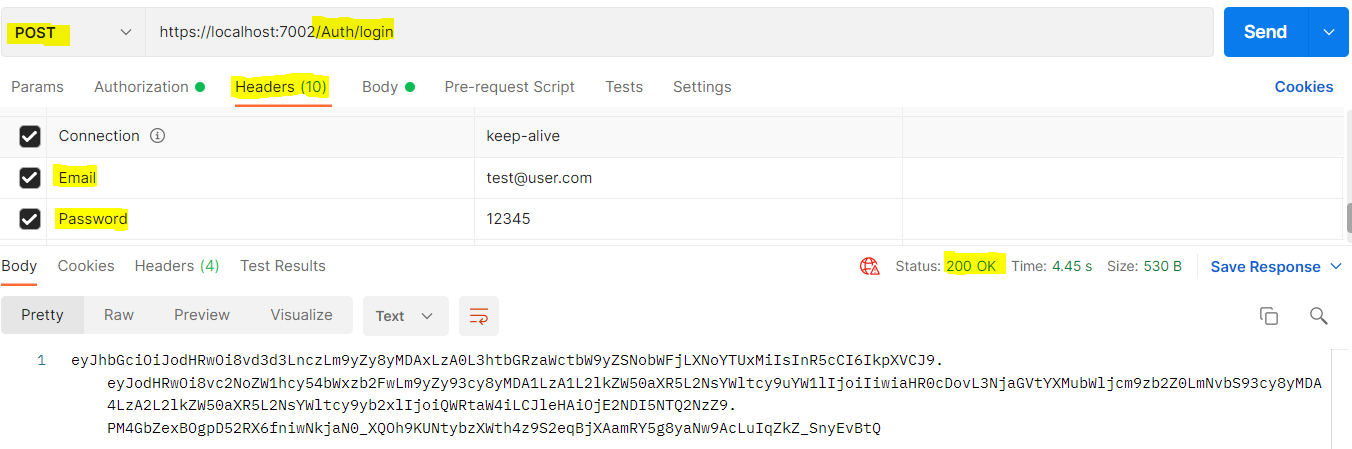 POST https://localhost:7002/Auth/login Send
Params Authorization Headers (10) Body Pre-request Script Tests Settings Cookies
Connection keep-alive
Email test@user.com
Password 12345
Body Cookies Headers (4) Test Results Status: 200 OK Time: 4.45 s Size: 530 B Save Response
Pretty Raw Preview Visualize Text
1 eyJhbGciOiJodHRwOi8vd3d3LnczLm9yZy8yMDAxLzA0L3htbGRzaWctbW9yZSNobWFjLXNoYTUxMiIsInR5cCI6IkpXVCJ9.
eyJodHRwOi8vc2NoZW1hcy54bWxzb2FwLm9yZy93cy8yMDA1LzA1L2lkZW50aXR5L2NsYWltcy9uYW1lIjoiIiwiaHR0cDovL3NjaGVtYXMubWljcm9zb2Z0LmNvbS93cy8yMDA
4LzA2L2lkZW50aXR5L2NsYWltcy9yb2xlIjoiQWRtaW4iLCJleHAiOjE2NDI5NTQ2NzZ9.
PM4GbZexBOgpD52RX6fniwNkjaN0_XQOh9KUNtybzXWth4z9S2eqBjXAamRY5g8yaNw9AcLuIqZkZ_SnyEvBtQ